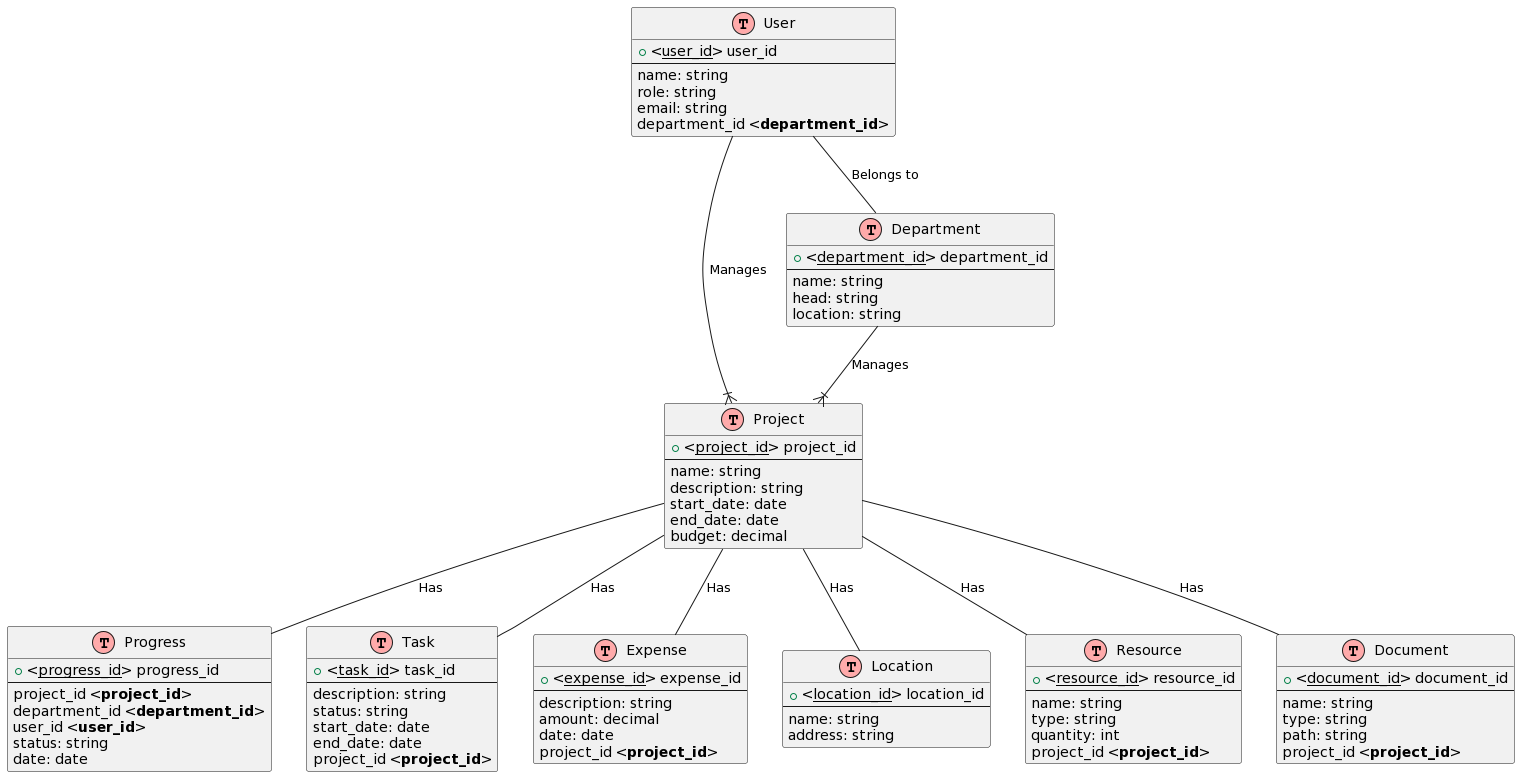 T User
<user_id> user_id
name: string
role: string
email: string
department_id <department_id>
Belongs to
T Department
<department_id> department_id
name: string
head: string
location: string
Manages
Manages
T Project
<project_id> project_id
name: string
description: string
start_date: date
end_date: date
budget: decimal
Has
Has
Has
Has
Has
Has
T Progress
<progress_id> progress_id
project_id <project_id>
department_id <department_id>
user_id <user_id>
status: string
date: date
T Task
<task_id> task_id
description: string
status: string
start_date: date
end_date: date
project_id <project_id>
T Expense
<expense_id> expense_id
description: string
amount: decimal
date: date
project_id <project_id>
T Location
<location_id> location_id
name: string
address: string
T Resource
<resource_id> resource_id
name: string
type: string
quantity: int
project_id <project_id>
T Document
<document_id> document_id
name: string
type: string
path: string
project_id <project_id>